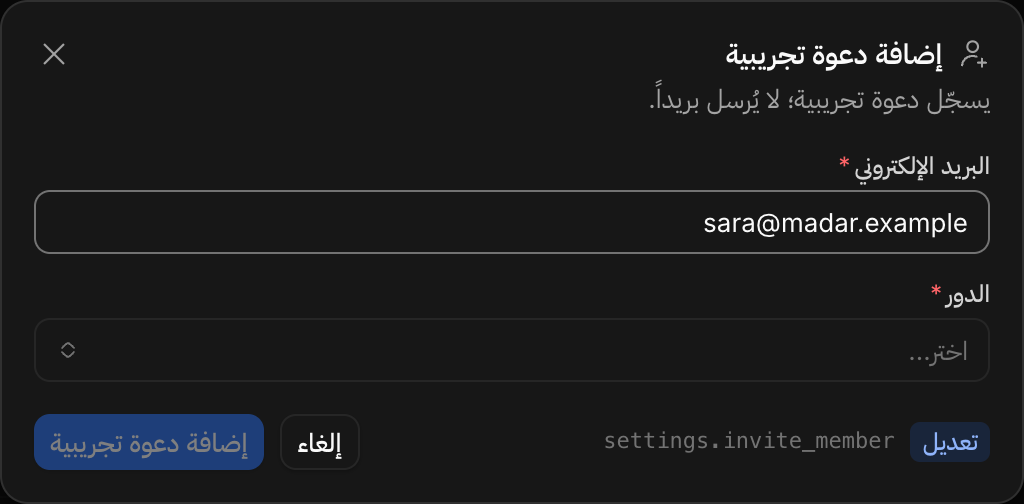 إضافة دعوة تجريبية
يسجّل دعوة تجريبية؛ لا يُرسل بريداً.
البريد الإلكتروني *
sara@madar.example
الدور *
اختر...
تعديل settings.invite_member
إلغاء
إضافة دعوة تجريبية